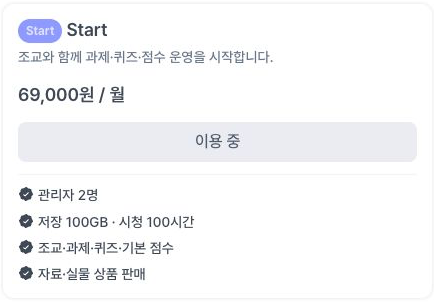 Start Start
조교와 함께 과제·퀴즈·점수 운영을 시작합니다.
69,000원 / 월
이용 중
관리자 2명
저장 100GB · 시청 100시간
조교·과제·퀴즈·기본 점수
자료·실물 상품 판매